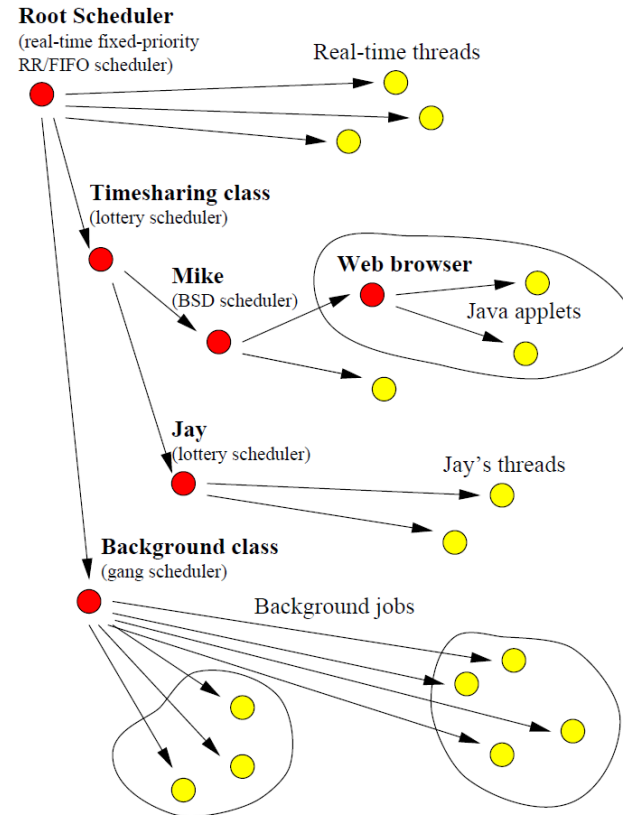 Root Scheduler
(real-time fixed-priority
RR/FIFO scheduler)
Real-time threads
Timesharing class
(lottery scheduler)
Mike
(BSD scheduler)
Web browser
Java applets
Jay
(lottery scheduler)
Jay's threads
Background class
(gang scheduler)
Background jobs